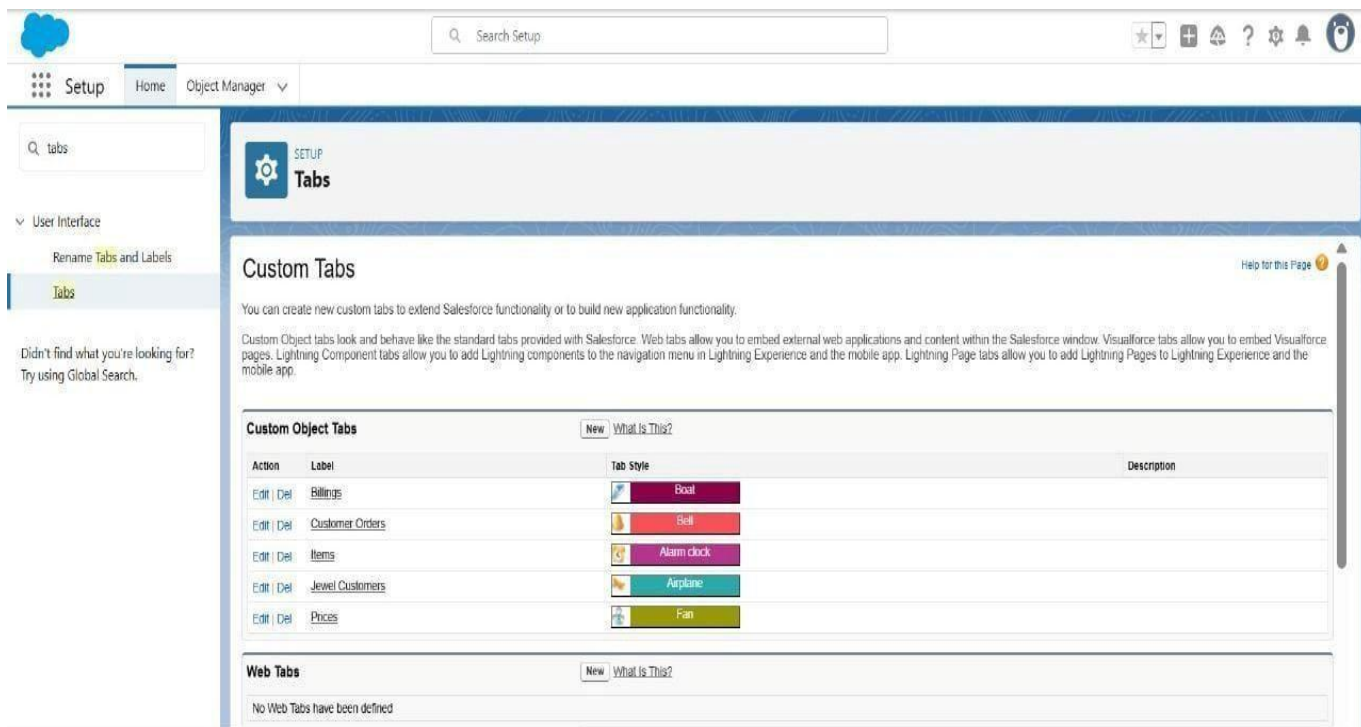 Search Setup
Setup Home Object Manager
tabs
User Interface
Rename Tabs and Labels
Tabs
Didn't find what you're looking for?
Try using Global Search.
SETUP
Tabs
Custom Tabs
Help for this Page
You can create new custom tabs to extend Salesforce functionality or to build new application functionality.
Custom Object tabs look and behave like the standard tabs provided with Salesforce. Web tabs allow you to embed external web applications and content within the Salesforce window. Visualforce tabs allow you to embed Visualforce
pages. Lightning Component tabs allow you to add Lightning components to the navigation menu in Lightning Experience and the mobile app. Lightning Page tabs allow you to add Lightning Pages to Lightning Experience and the
mobile app.
Custom Object Tabs New What Is This?
Action Label Tab Style Description
Edit | Del Billings Boat
Edit | Del Customer Orders Bell
Edit | Del Items Alarm clock
Edit | Del Jewel Customers Airplane
Edit | Del Prices Fan
Web Tabs New What Is This?
No Web Tabs have been defined